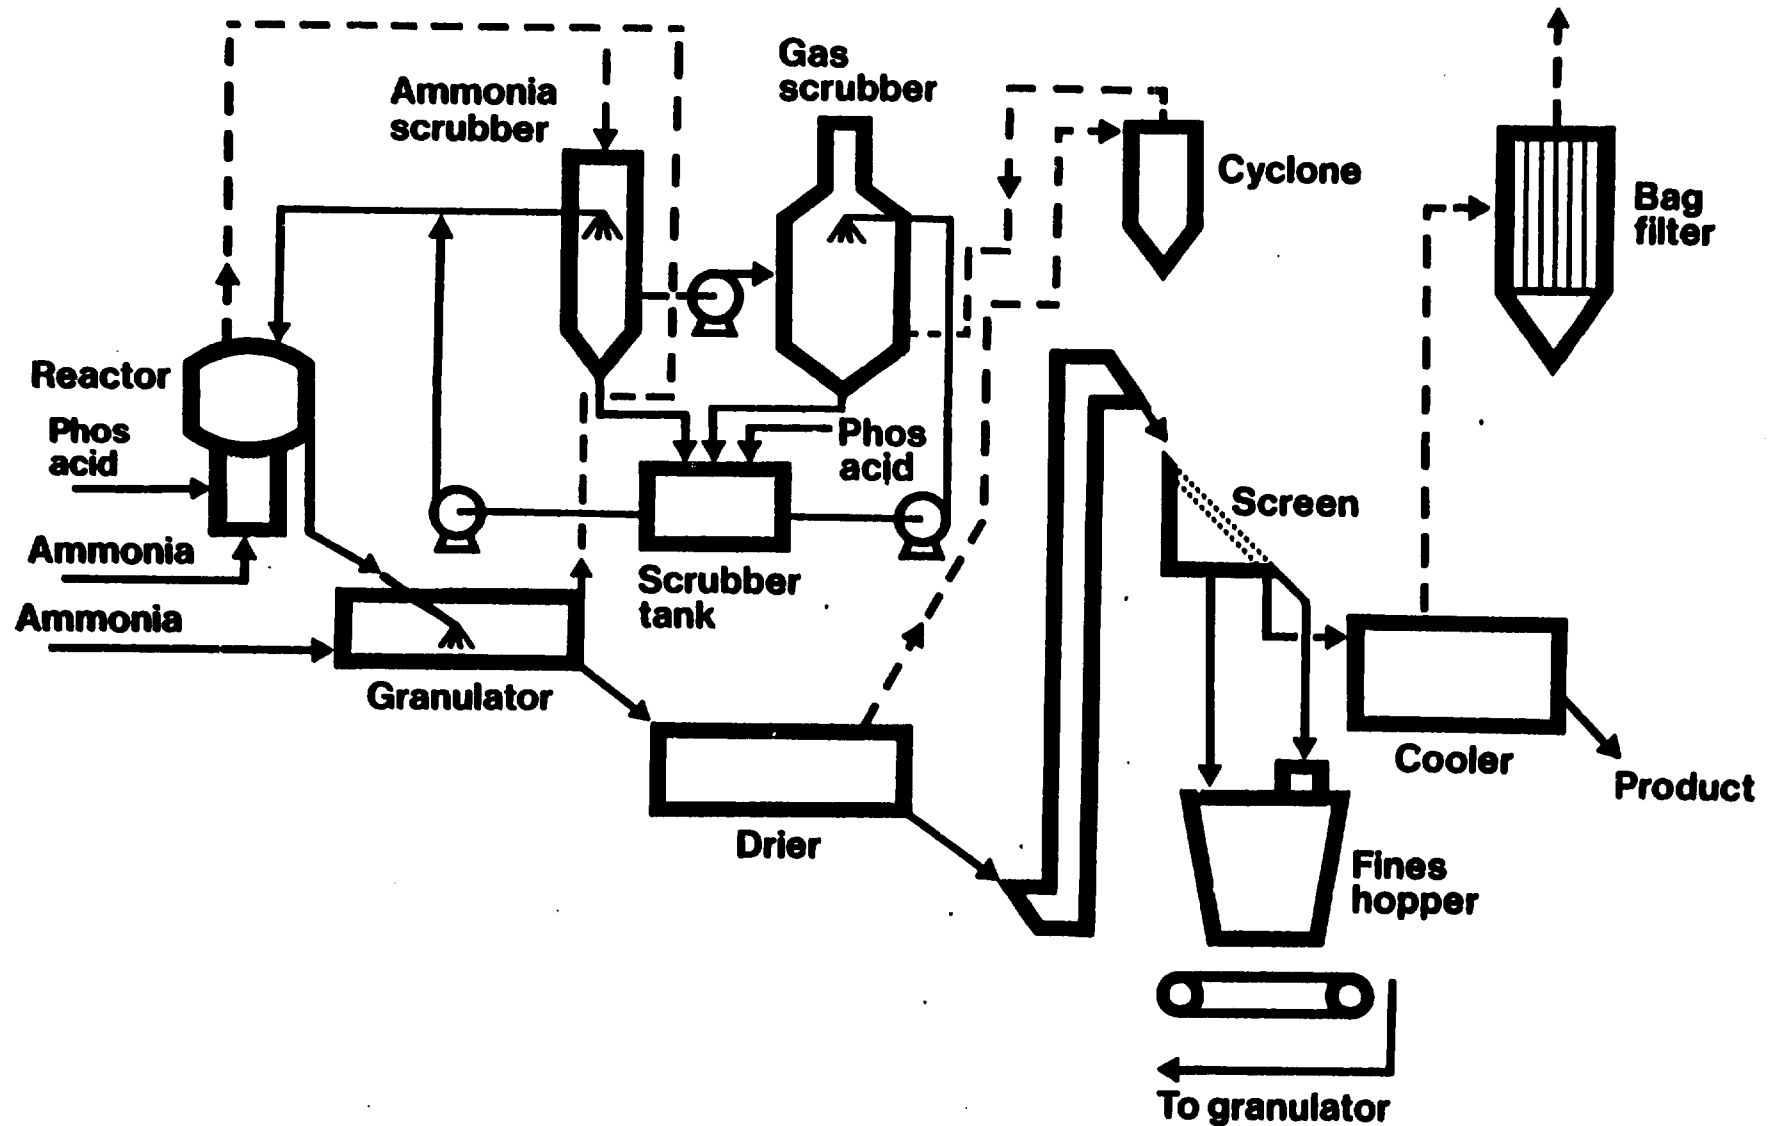 Gas
scrubber
Ammonia
scrubber
Cyclone
Bag
filter
Reactor
Phos
acid
Phos
acid
Screen
Ammonia
Scrubber
tank
Ammonia
Granulator
Cooler
Product
Drier
Fines
hopper
To granulator